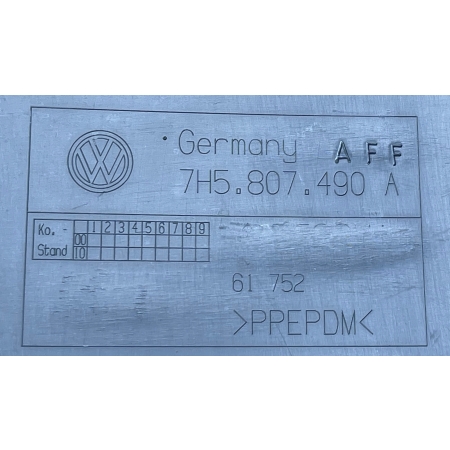 Germany AFF
7H5.807.490 A
Ko. - 1 2 3 4 5 6 7 8 9
Stand 00
10
61 752
>PPEPDM<